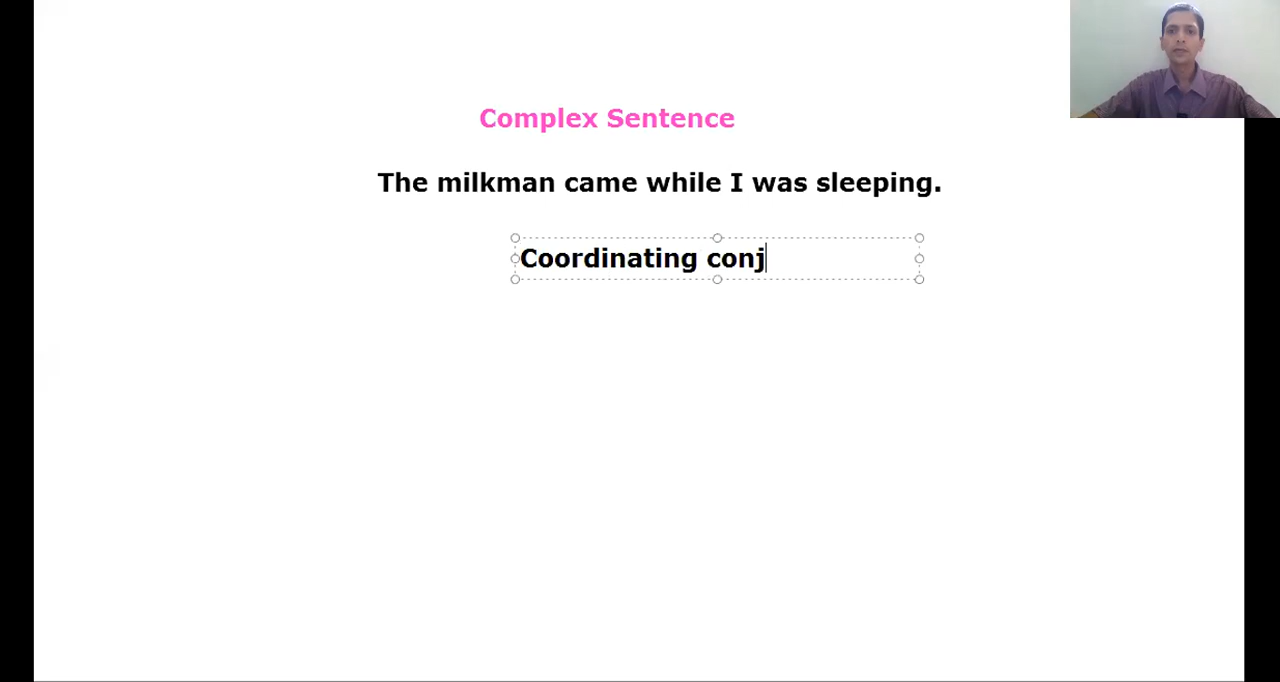 Complex Sentence
The milkman came while I was sleeping.
Coordinating conj